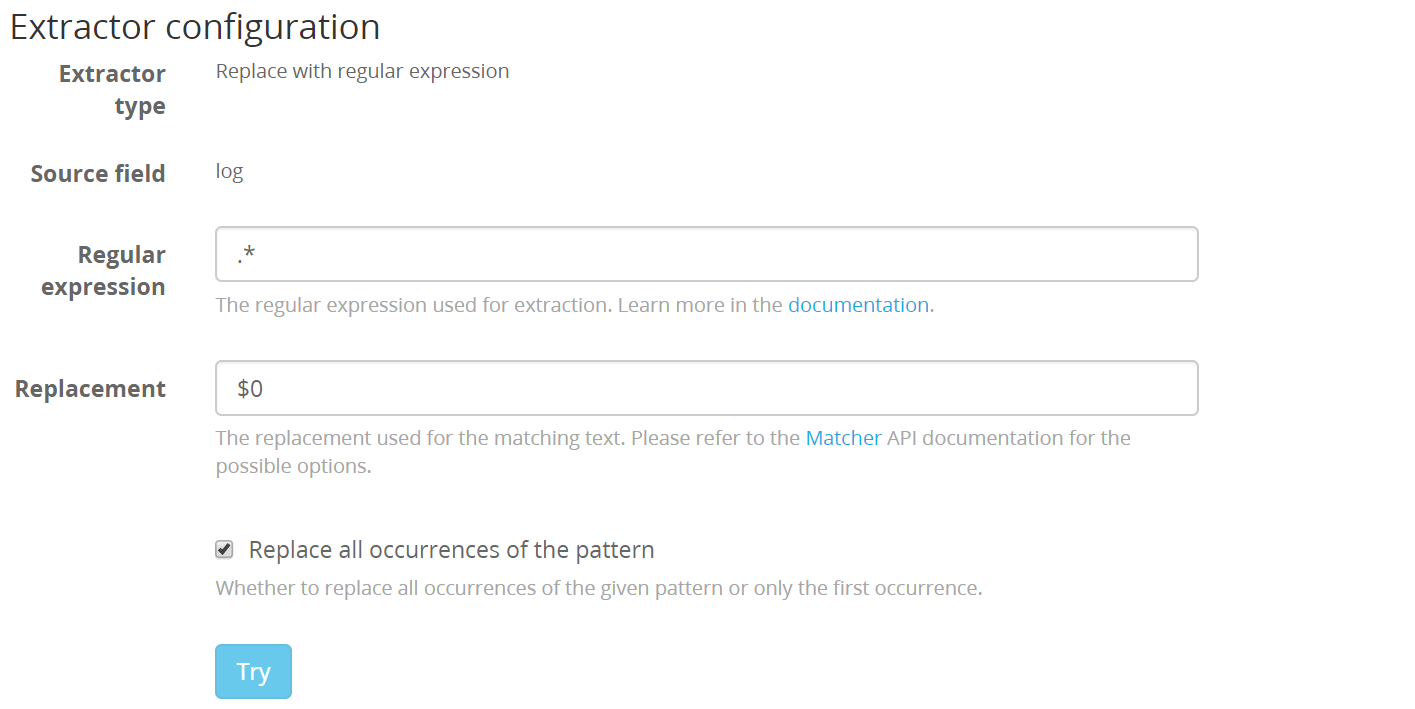 Extractor configuration
Extractor type
Replace with regular expression
Source field
log
Regular expression
.*
The regular expression used for extraction. Learn more in the documentation.
Replacement
$0
The replacement used for the matching text. Please refer to the Matcher API documentation for the
possible options.
Replace all occurrences of the pattern
Whether to replace all occurrences of the given pattern or only the first occurrence.
Try